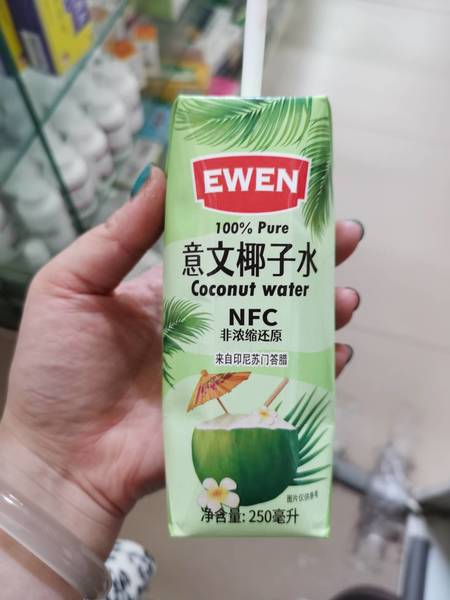 EWEN
100% Pure
意文椰子水
Coconut water
NFC
非浓缩还原
来自印尼苏门答腊
图片仅供参考
净含量: 250毫升